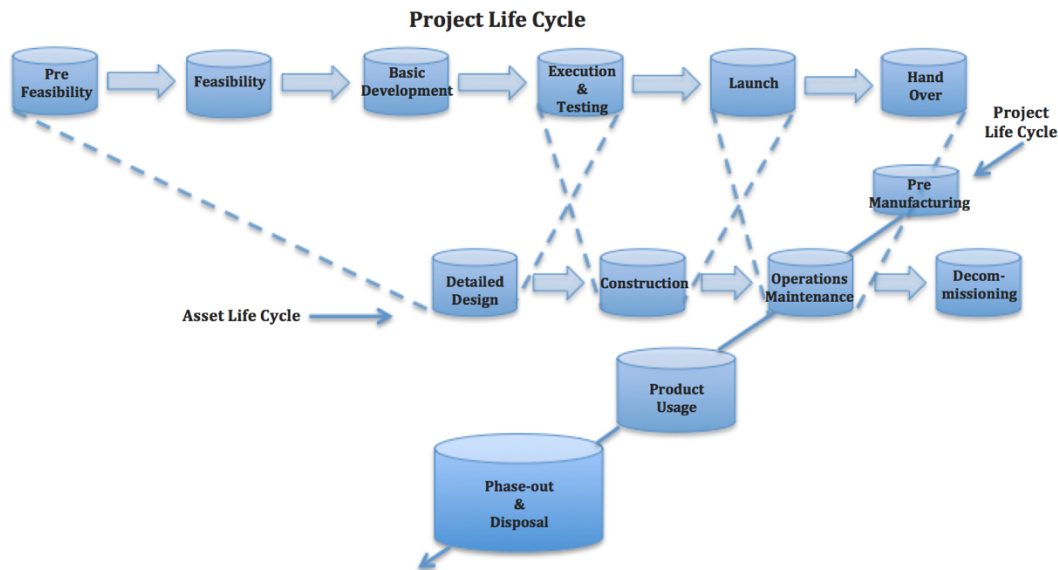 Project Life Cycle
Pre
Feasibility
Feasibility
Basic
Development
Execution
&
Testing
Launch
Hand
Over
Project
Life Cycle
Pre
Manufacturing
Detailed
Design
Construction
Operations
Maintenance
Decom-
missioning
Asset Life Cycle
Product
Usage
Phase-out
&
Disposal